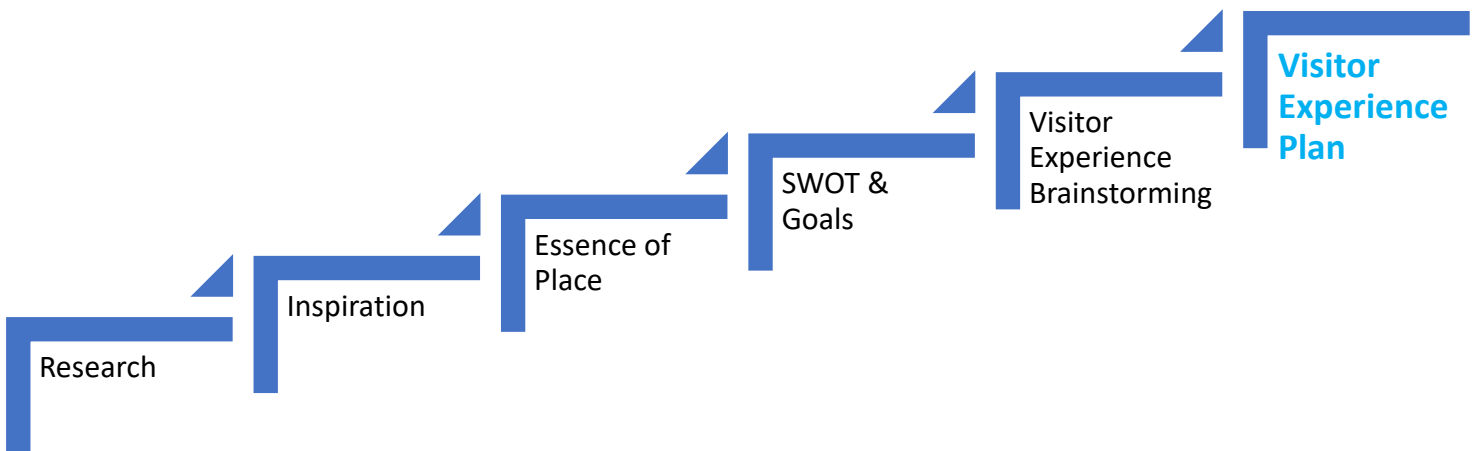 Research
Inspiration
Essence of
Place
SWOT &
Goals
Visitor
Experience
Brainstorming
Visitor
Experience
Plan